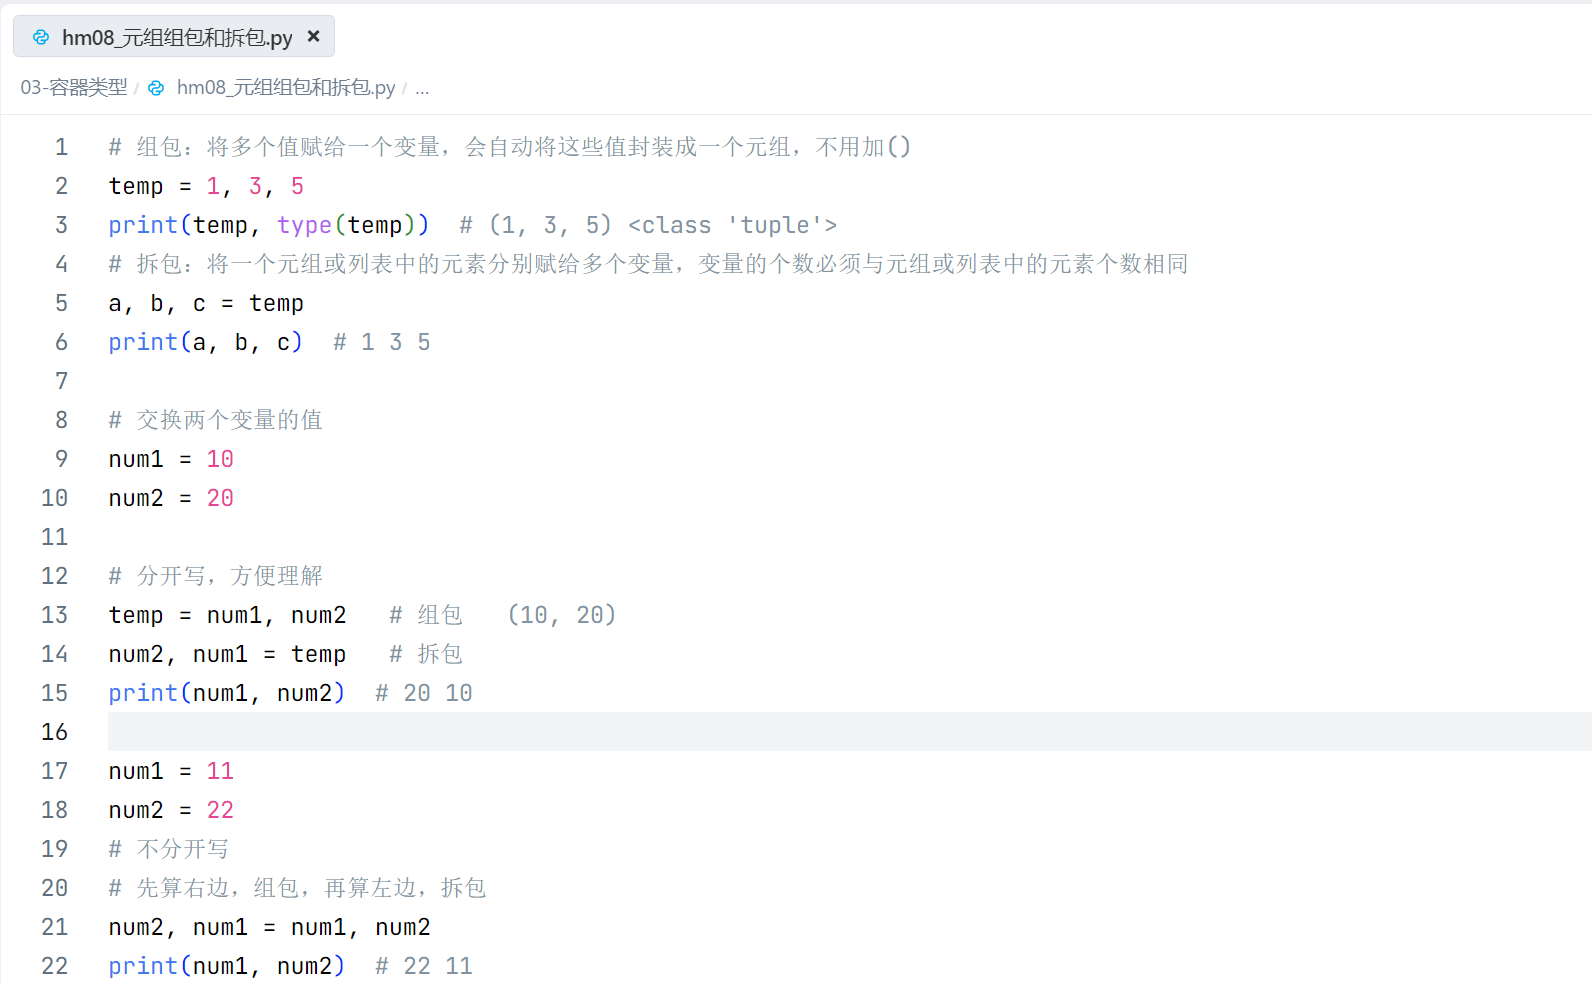 hm08_元组组包和拆包.py ×
03-容器类型 / hm08_元组组包和拆包.py / ...
1 # 组包：将多个值赋给一个变量，会自动将这些值封装成一个元组，不用加()
2 temp = 1, 3, 5
3 print(temp, type(temp))  # (1, 3, 5) <class 'tuple'>
4 # 拆包：将一个元组或列表中的元素分别赋给多个变量，变量的个数必须与元组或列表中的元素个数相同
5 a, b, c = temp
6 print(a, b, c)  # 1 3 5
7
8 # 交换两个变量的值
9 num1 = 10
10 num2 = 20
11
12 # 分开写，方便理解
13 temp = num1, num2   # 组包   (10, 20)
14 num2, num1 = temp   # 拆包
15 print(num1, num2)  # 20 10
16
17 num1 = 11
18 num2 = 22
19 # 不分开写
20 # 先算右边，组包，再算左边，拆包
21 num2, num1 = num1, num2
22 print(num1, num2)  # 22 11